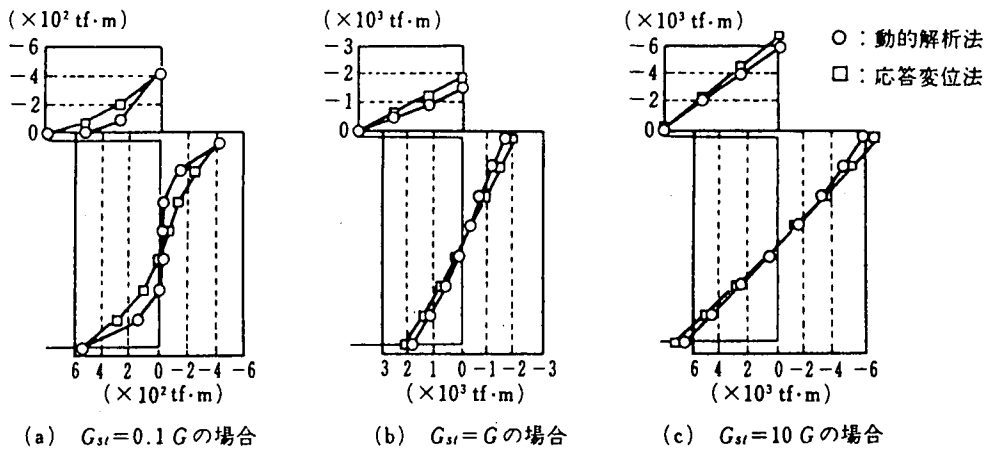 (×10² tf·m)
-6
-4
-2
0
6 4 2 0 -2 -4 -6
(×10² tf·m)
(a) Gst=0.1 Gの場合
(×10³ tf·m)
-3
-2
-1
0
3 2 1 0 -1 -2 -3
(×10³ tf·m)
(b) Gst=Gの場合
(×10³ tf·m)
-6
-4
-2
0
6 4 2 0 -2 -4 -6
(×10³ tf·m)
(c) Gst=10 Gの場合
○:動的解析法
□:応答変位法